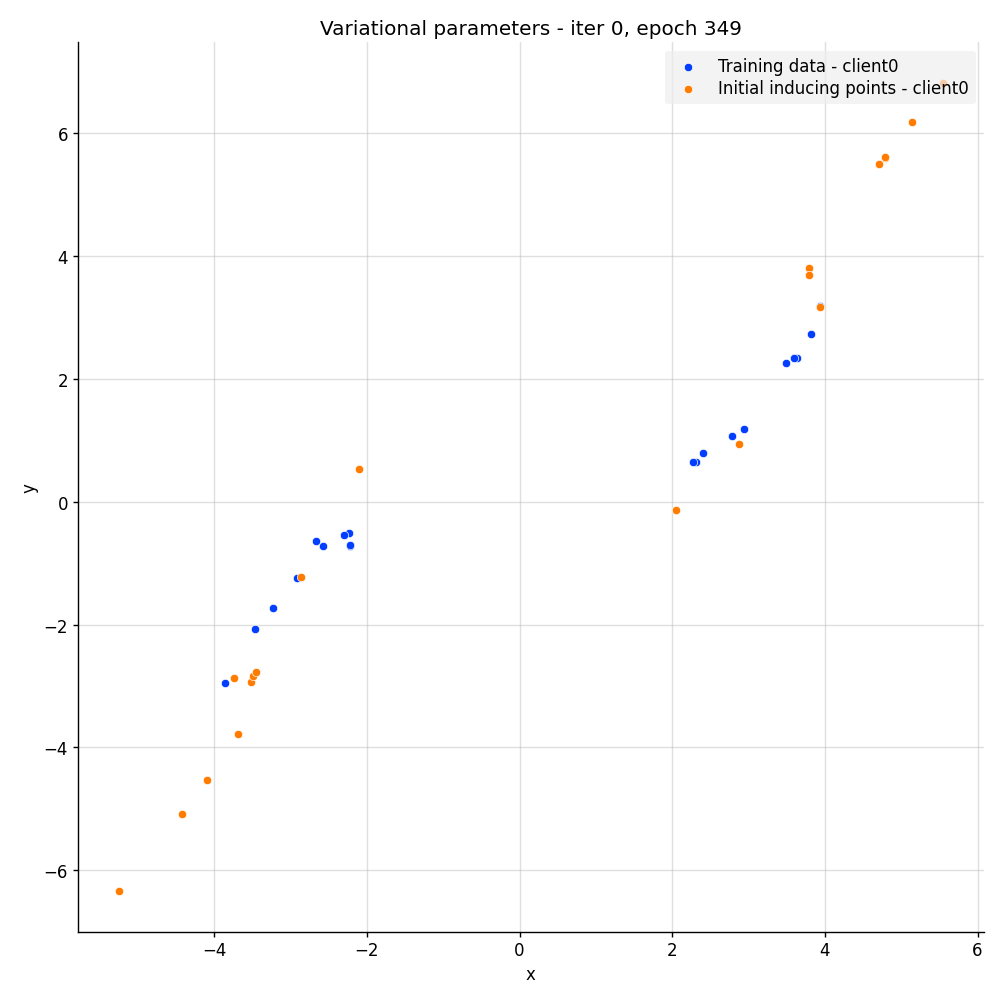 Variational parameters - iter 0, epoch 349
Training data - client0
Initial inducing points - client0
y
6
4
2
0
−2
−4
−6
−4
−2
0
2
4
6
x